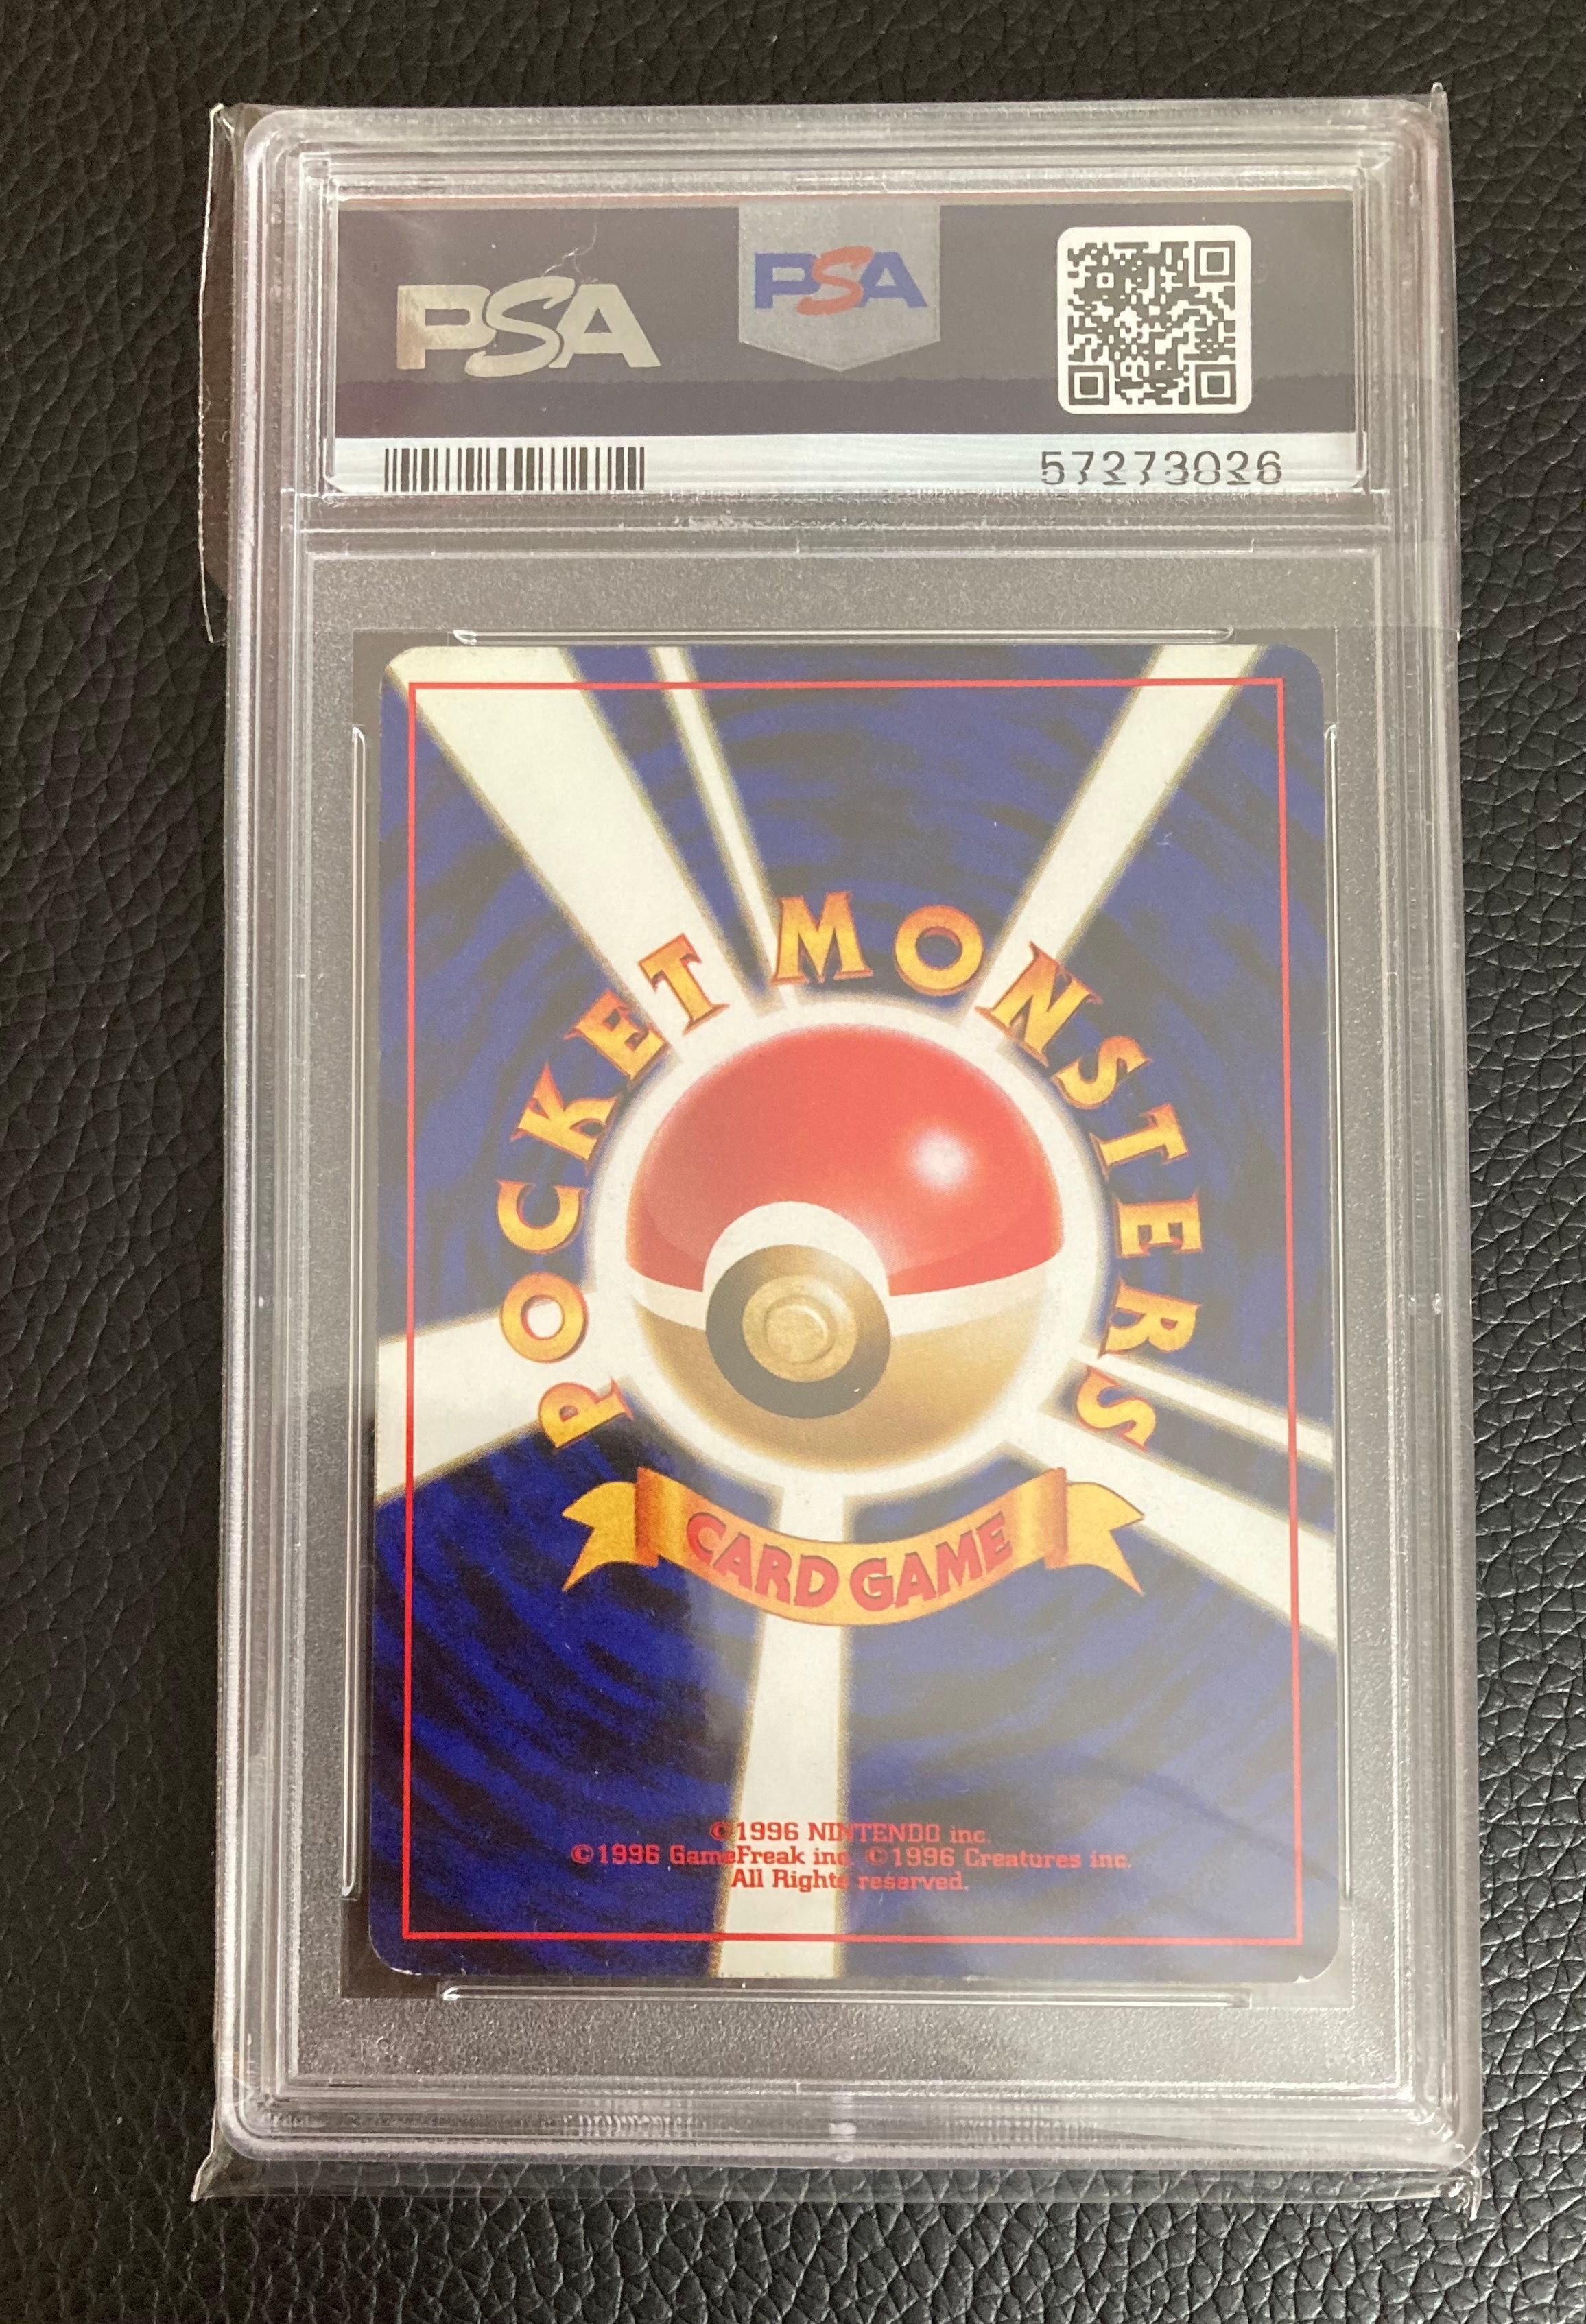 PSA
PSA
57273026
POCKET MONSTERS
CARD GAME
©1996 NINTENDO inc.
©1996 GameFreak inc. ©1996 Creatures inc.
All Rights reserved.